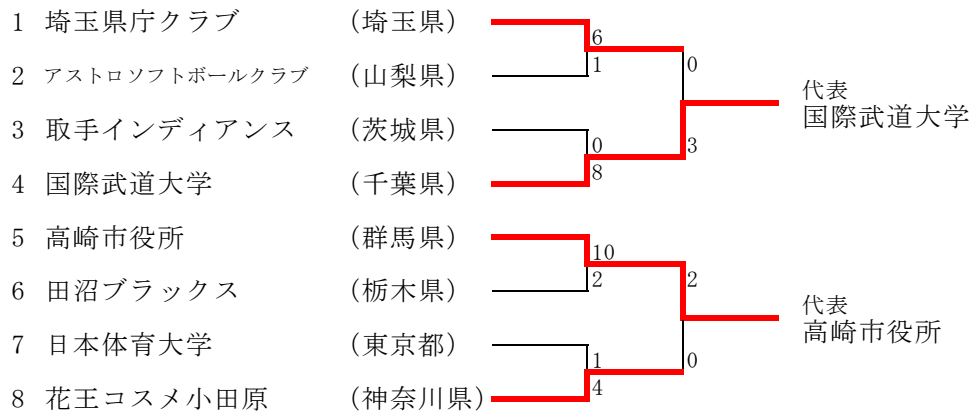 1 埼玉県庁クラブ (埼玉県)
6
1
2 アストロソフトボールクラブ (山梨県)
0
代表
国際武道大学
3 取手インディアンス (茨城県)
0
3
8
4 国際武道大学 (千葉県)
5 高崎市役所 (群馬県)
10
2
2
6 田沼ブラックス (栃木県)
代表
高崎市役所
7 日本体育大学 (東京都)
1
0
4
8 花王コスメ小田原 (神奈川県)